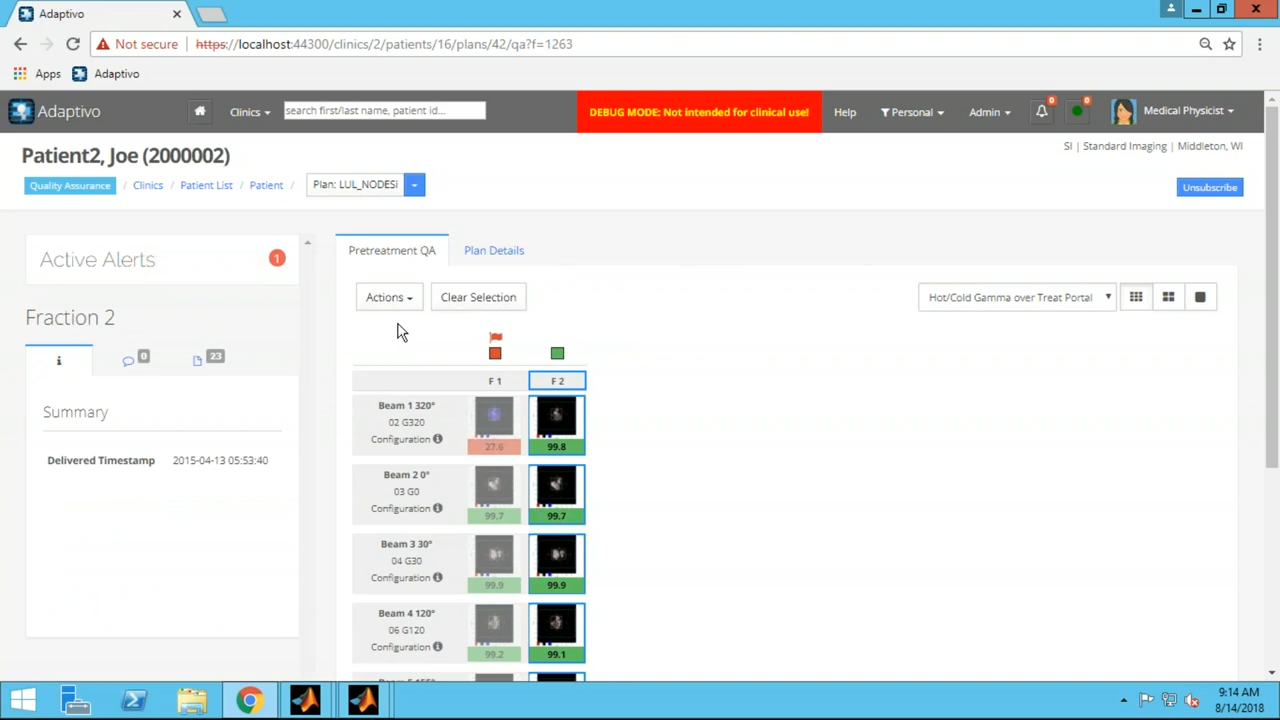 Adaptivo
Not secure https://localhost:44300/clinics/2/patients/16/plans/42/qa?f=1263
Apps Adaptivo
Adaptivo Clinics search first/last name, patient id... DEBUG MODE: Not intended for clinical use! Help Personal Admin 0 0 Medical Physicist
Patient2, Joe (2000002)
SI | Standard Imaging | Middleton, WI
Quality Assurance / Clinics / Patient List / Patient / Plan: LUL_NODESi
Unsubscribe
Active Alerts 1
Pretreatment QA Plan Details
Actions Clear Selection Hot/Cold Gamma over Treat Portal
Fraction 2
i 0 23
Summary
Delivered Timestamp 2015-04-13 05:53:40
F 1 F 2
Beam 1 320°
02 G320
Configuration
27.6 99.8
Beam 2 0°
03 G0
Configuration
99.7 99.7
Beam 3 30°
04 G30
Configuration
99.9 99.9
Beam 4 120°
06 G120
Configuration
99.2 99.1
9:14 AM
8/14/2018